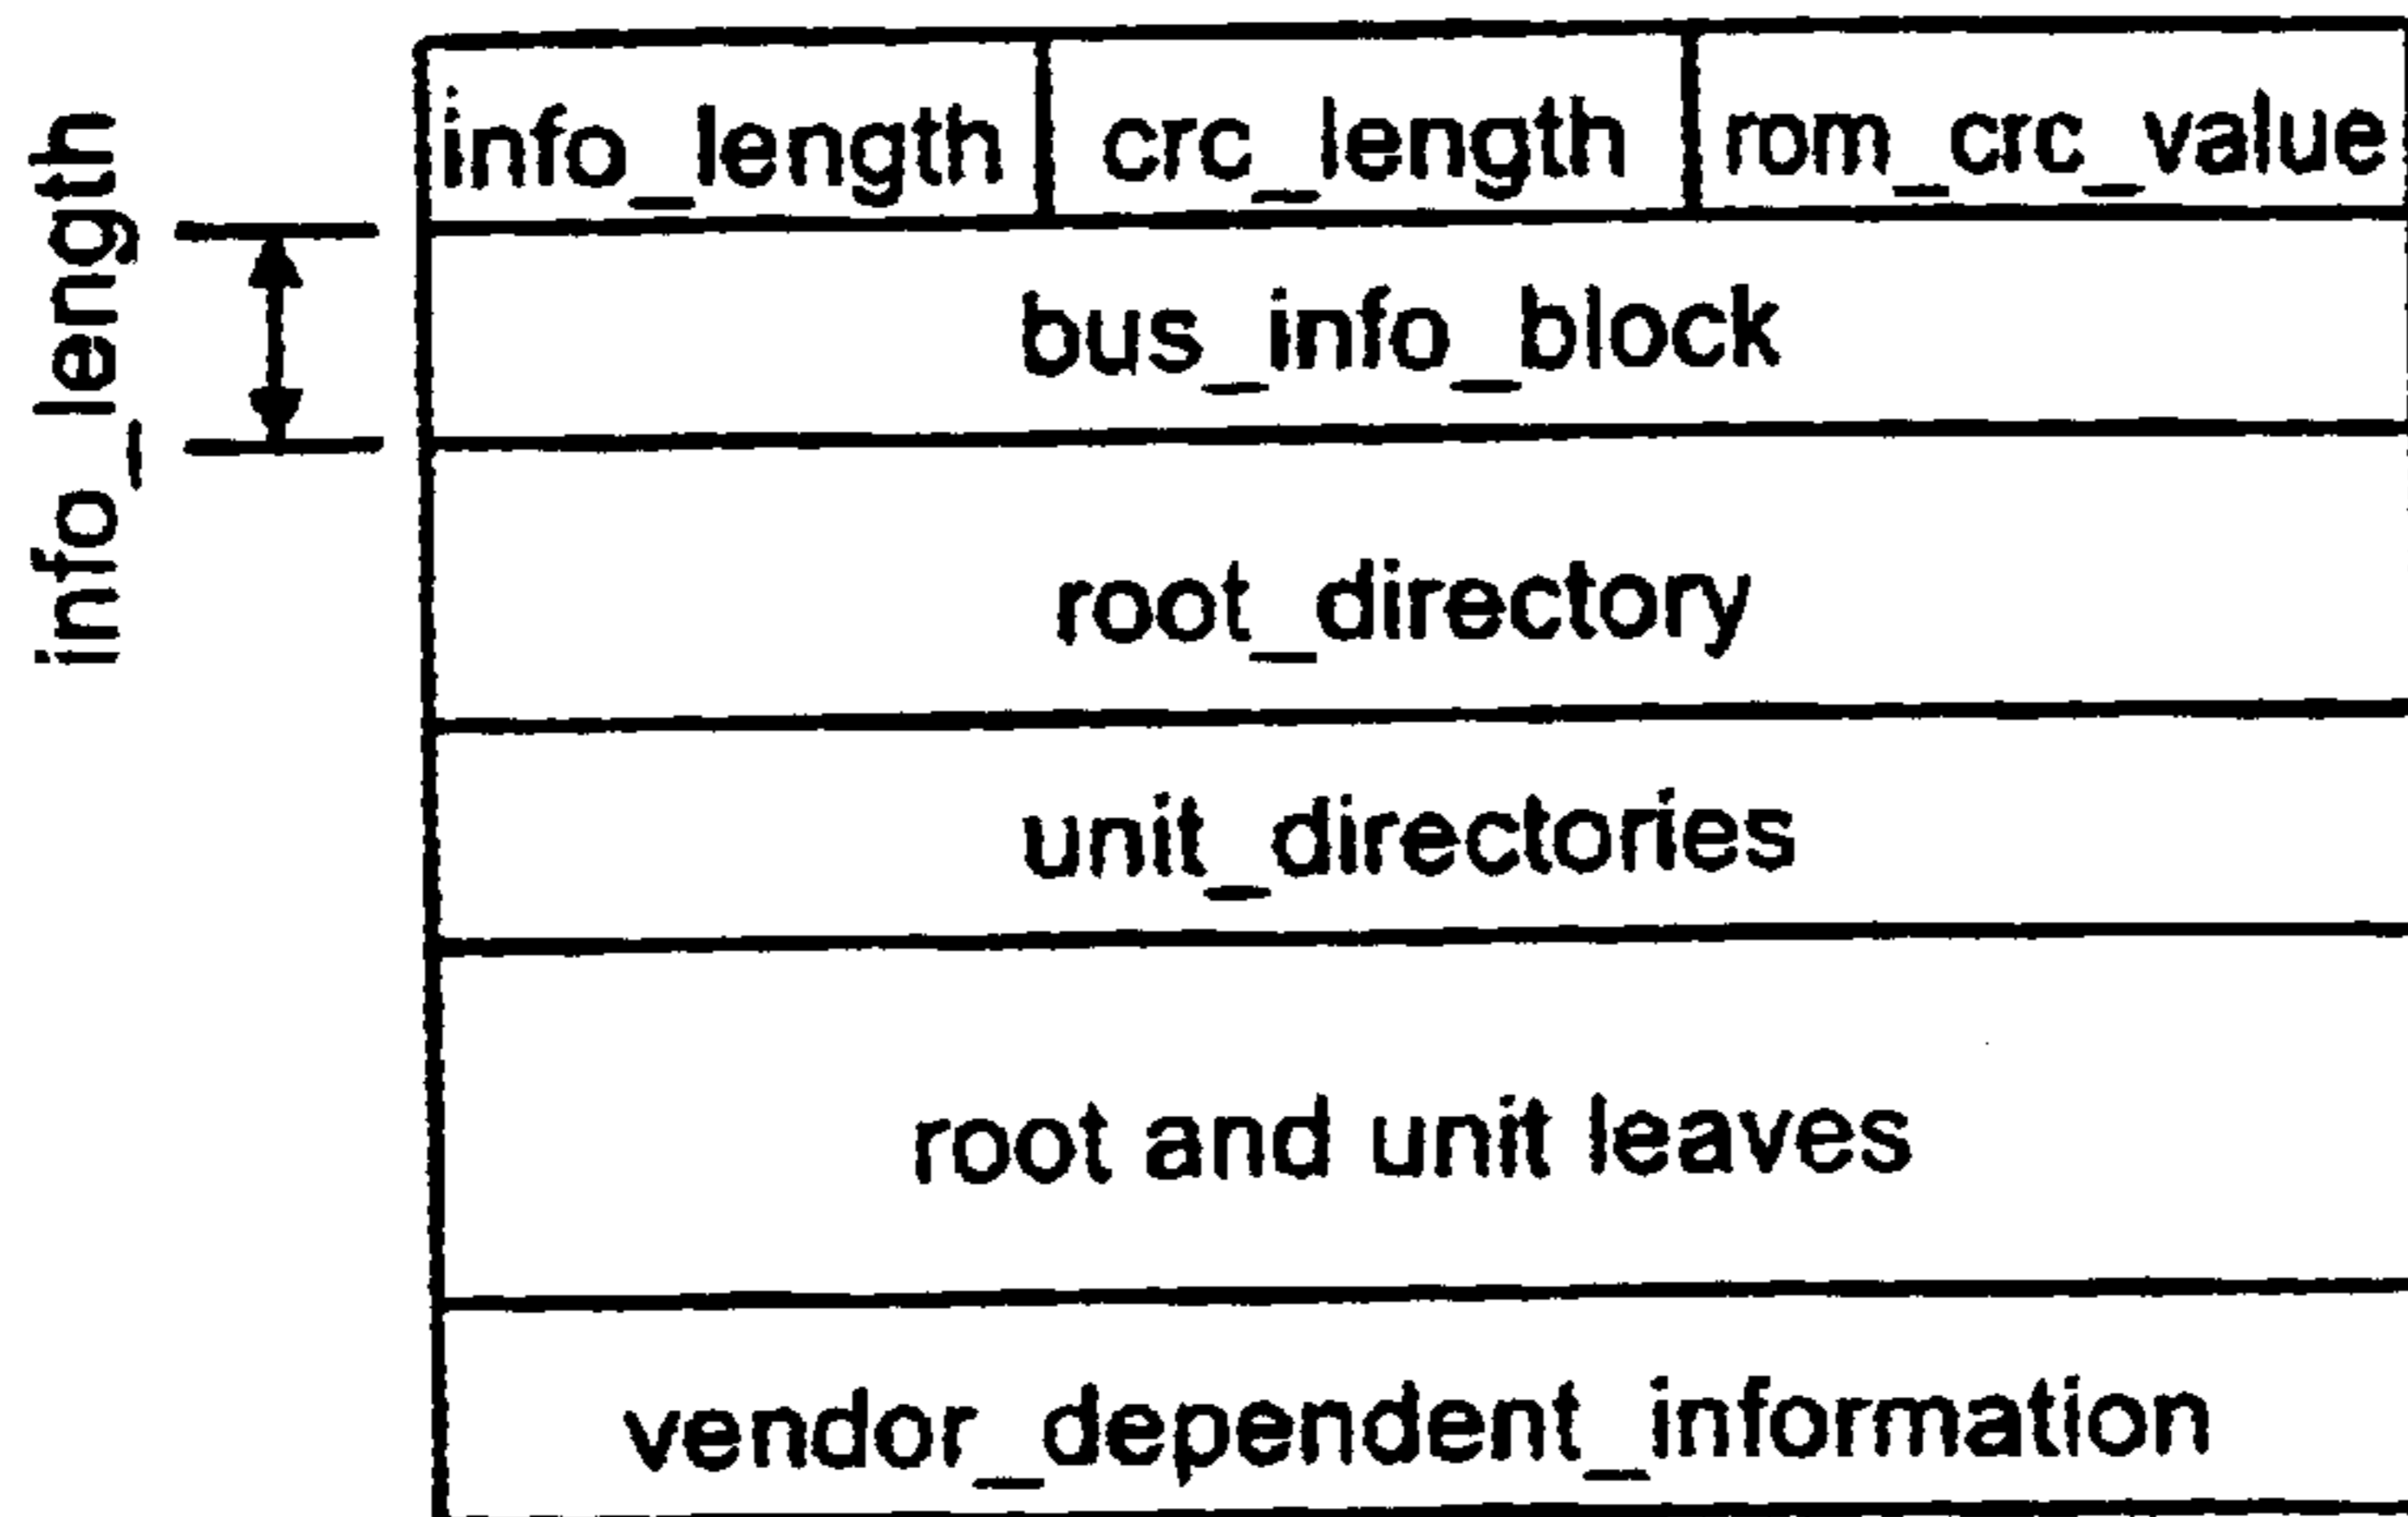 info_length crc_length rom_crc_value
info_length
bus_info_block
root_directory
unit_directories
root and unit leaves
vendor_dependent_information